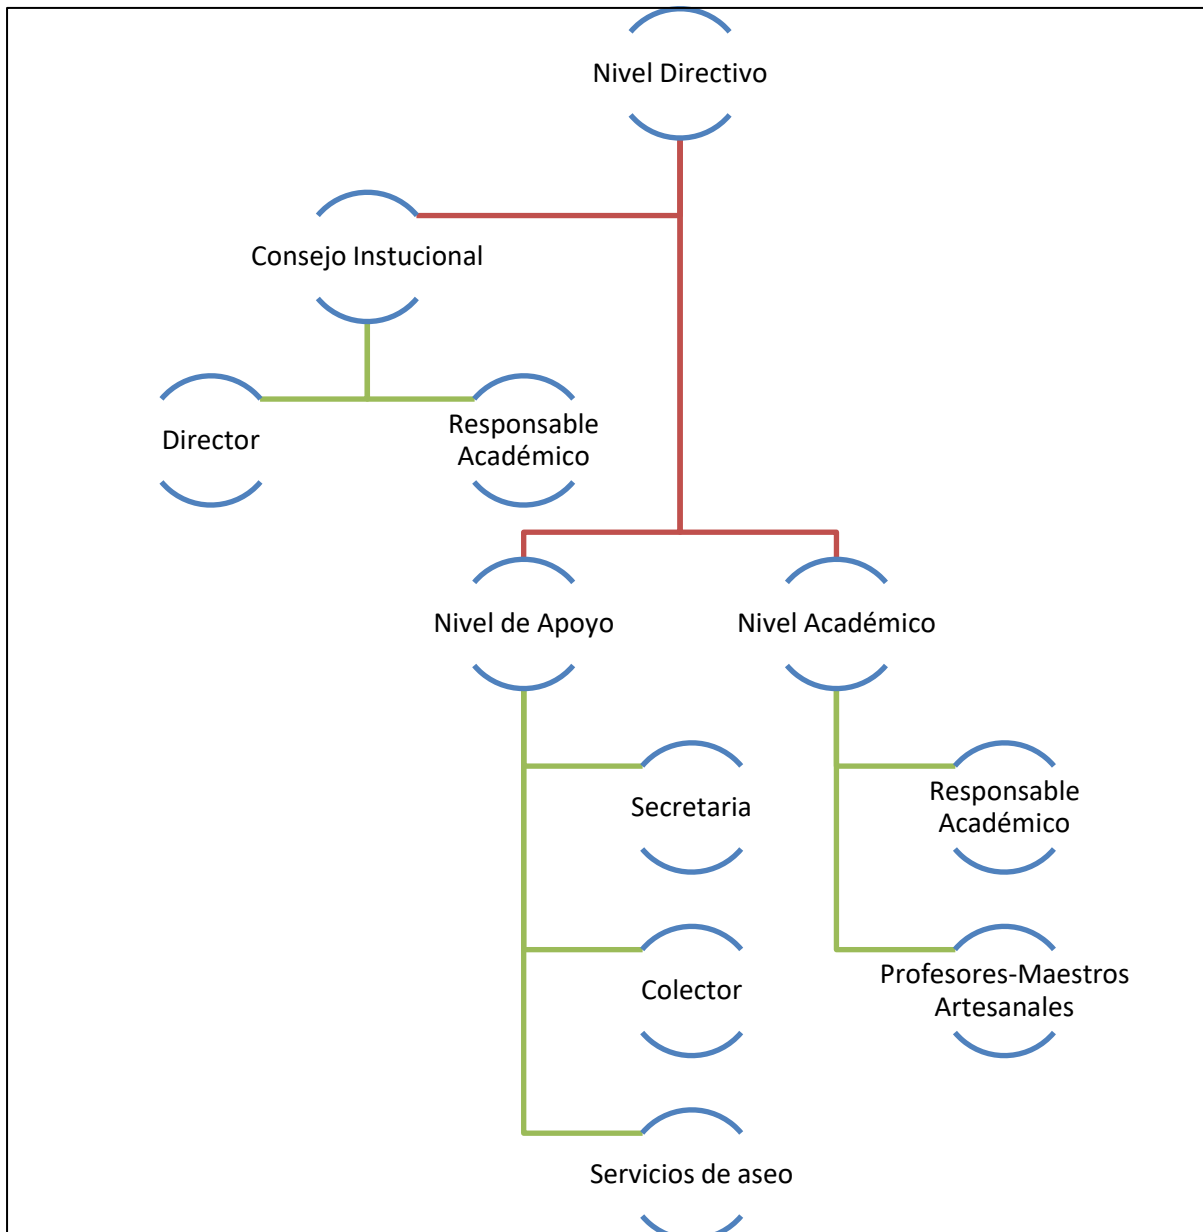 Nivel Directivo
Consejo Instucional
Director
Responsable
Académico
Nivel de Apoyo
Nivel Académico
Secretaria
Responsable
Académico
Colector
Profesores-Maestros
Artesanales
Servicios de aseo